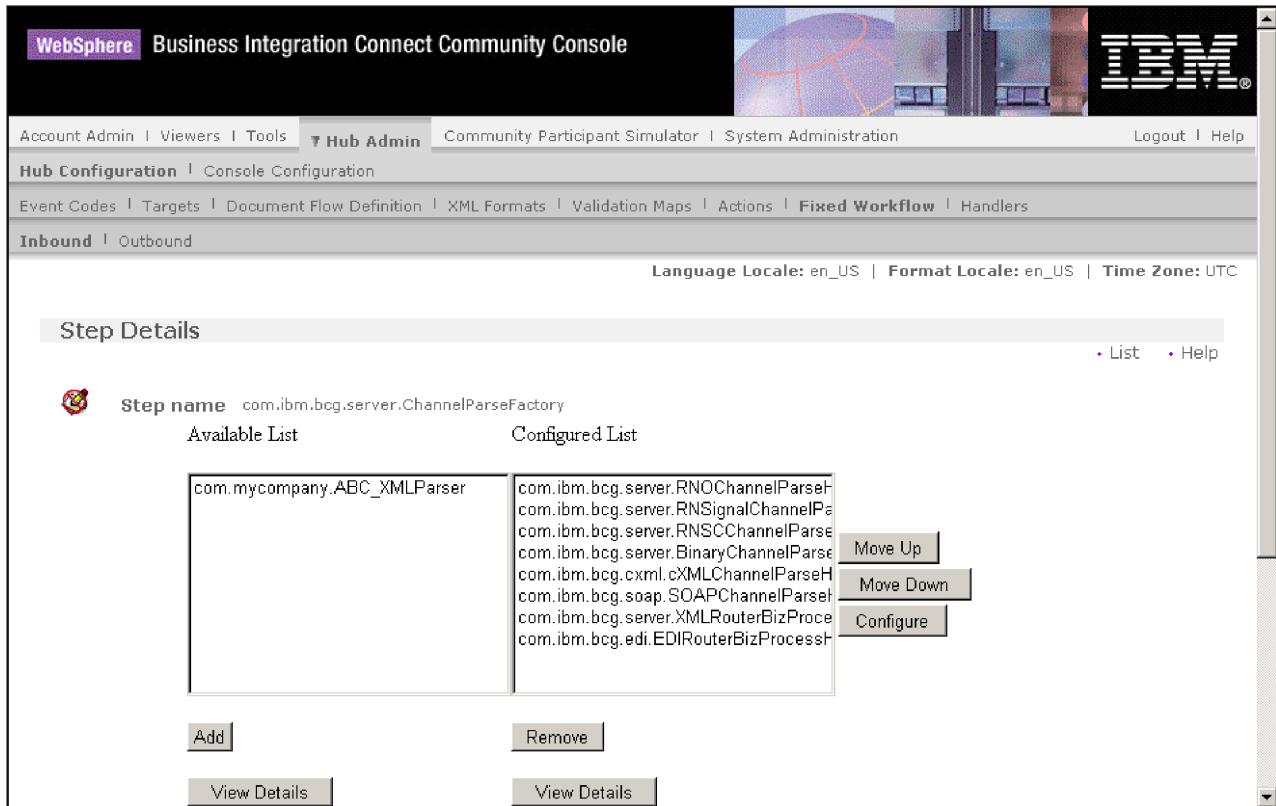 WebSphere Business Integration Connect Community Console
IBM®
Account Admin | Viewers | Tools Hub Admin Community Participant Simulator | System Administration Logout | Help
Hub Configuration | Console Configuration
Event Codes | Targets | Document Flow Definition | XML Formats | Validation Maps | Actions | Fixed Workflow | Handlers
Inbound | Outbound
Language Locale: en_US | Format Locale: en_US | Time Zone: UTC
Step Details
• List • Help
Step name com.ibm.bcg.server.ChannelParseFactory
Available List Configured List
com.mycompany.ABC_XMLParser
com.ibm.bcg.server.RNOChannelParseH
com.ibm.bcg.server.RNSignalChannelPa
com.ibm.bcg.server.RNSCChannelParse
com.ibm.bcg.server.BinaryChannelParse
com.ibm.bcg.cxml.cXMLChannelParseH
com.ibm.bcg.soap.SOAPChannelParseH
com.ibm.bcg.server.XMLRouterBizProce
com.ibm.bcg.edi.EDIRouterBizProcessH
Move Up
Move Down
Configure
Add Remove
View Details View Details